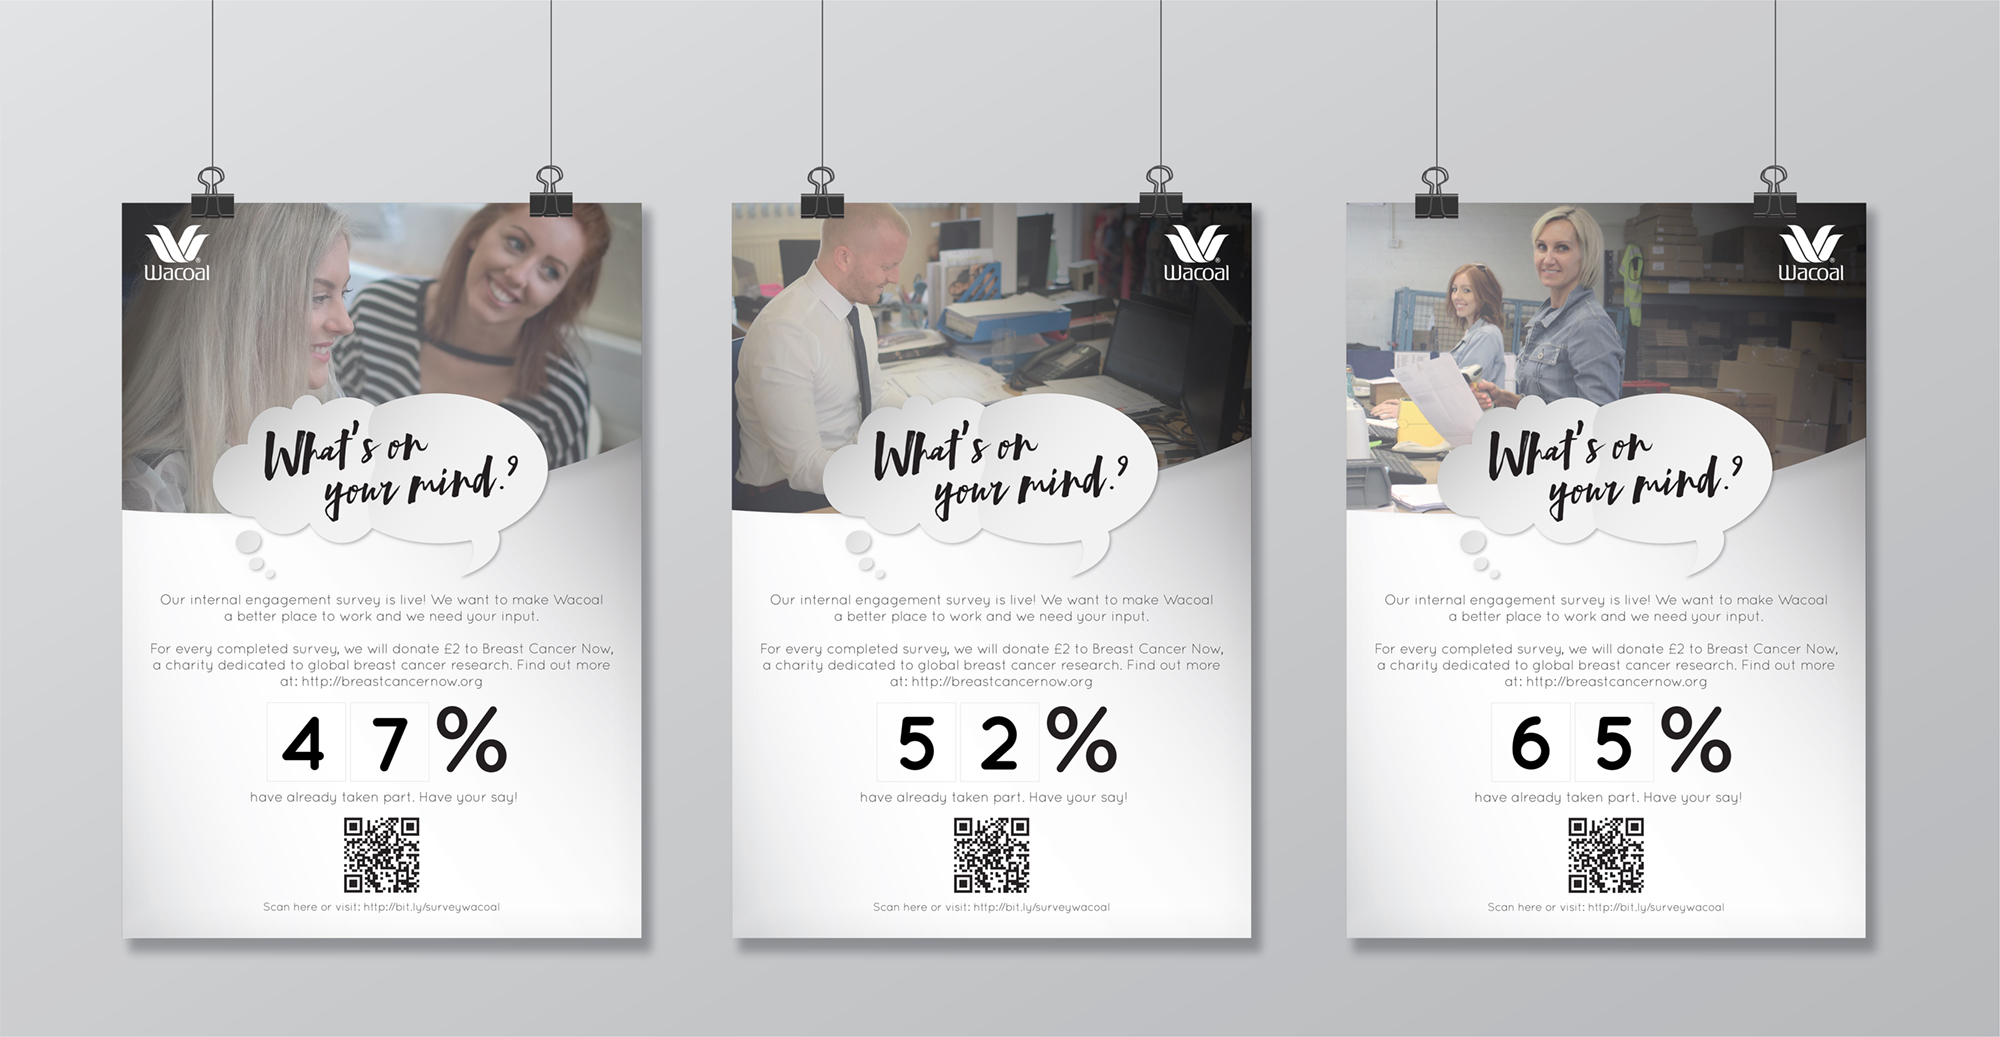 Wacoal
What's on
your mind?
Our internal engagement survey is live! We want to make Wacoal
a better place to work and we need your input.
For every completed survey, we will donate £2 to Breast Cancer Now,
a charity dedicated to global breast cancer research. Find out more
at: http://breastcancernow.org
47%
have already taken part. Have your say!
Scan here or visit: http://bit.ly/surveywacoal
Wacoal
What's on
your mind?
Our internal engagement survey is live! We want to make Wacoal
a better place to work and we need your input.
For every completed survey, we will donate £2 to Breast Cancer Now,
a charity dedicated to global breast cancer research. Find out more
at: http://breastcancernow.org
52%
have already taken part. Have your say!
Scan here or visit: http://bit.ly/surveywacoal
Wacoal
What's on
your mind?
Our internal engagement survey is live! We want to make Wacoal
a better place to work and we need your input.
For every completed survey, we will donate £2 to Breast Cancer Now,
a charity dedicated to global breast cancer research. Find out more
at: http://breastcancernow.org
65%
have already taken part. Have your say!
Scan here or visit: http://bit.ly/surveywacoal